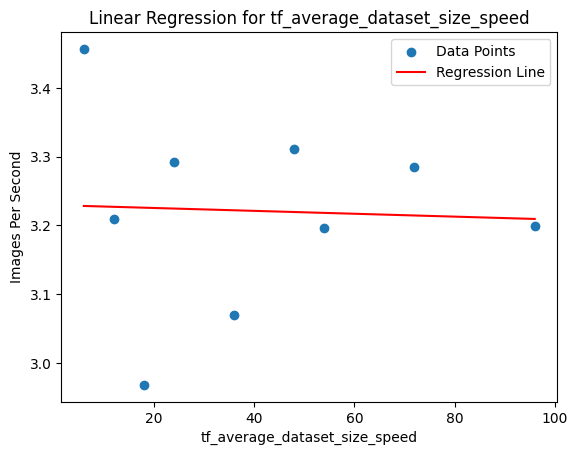 Linear Regression for tf_average_dataset_size_speed
Data Points
Regression Line
Images Per Second
3.4
3.3
3.2
3.1
3.0
20
40
60
80
100
tf_average_dataset_size_speed